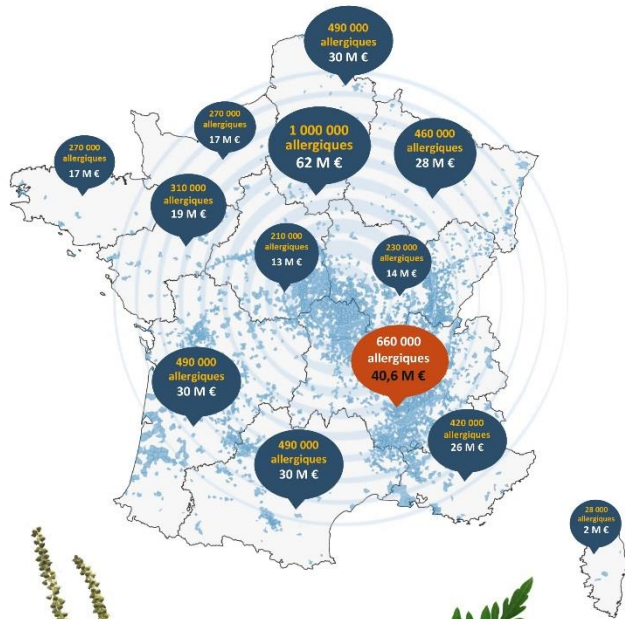 490 000
allergiques
30 M €
270 000
allergiques
17 M €
1 000 000
allergiques
62 M €
460 000
allergiques
28 M €
270 000
allergiques
17 M €
310 000
allergiques
19 M €
210 000
allergiques
13 M €
230 000
allergiques
14 M €
660 000
allergiques
40,6 M €
490 000
allergiques
30 M €
420 000
allergiques
26 M €
490 000
allergiques
30 M €
28 000
allergiques
2 M €